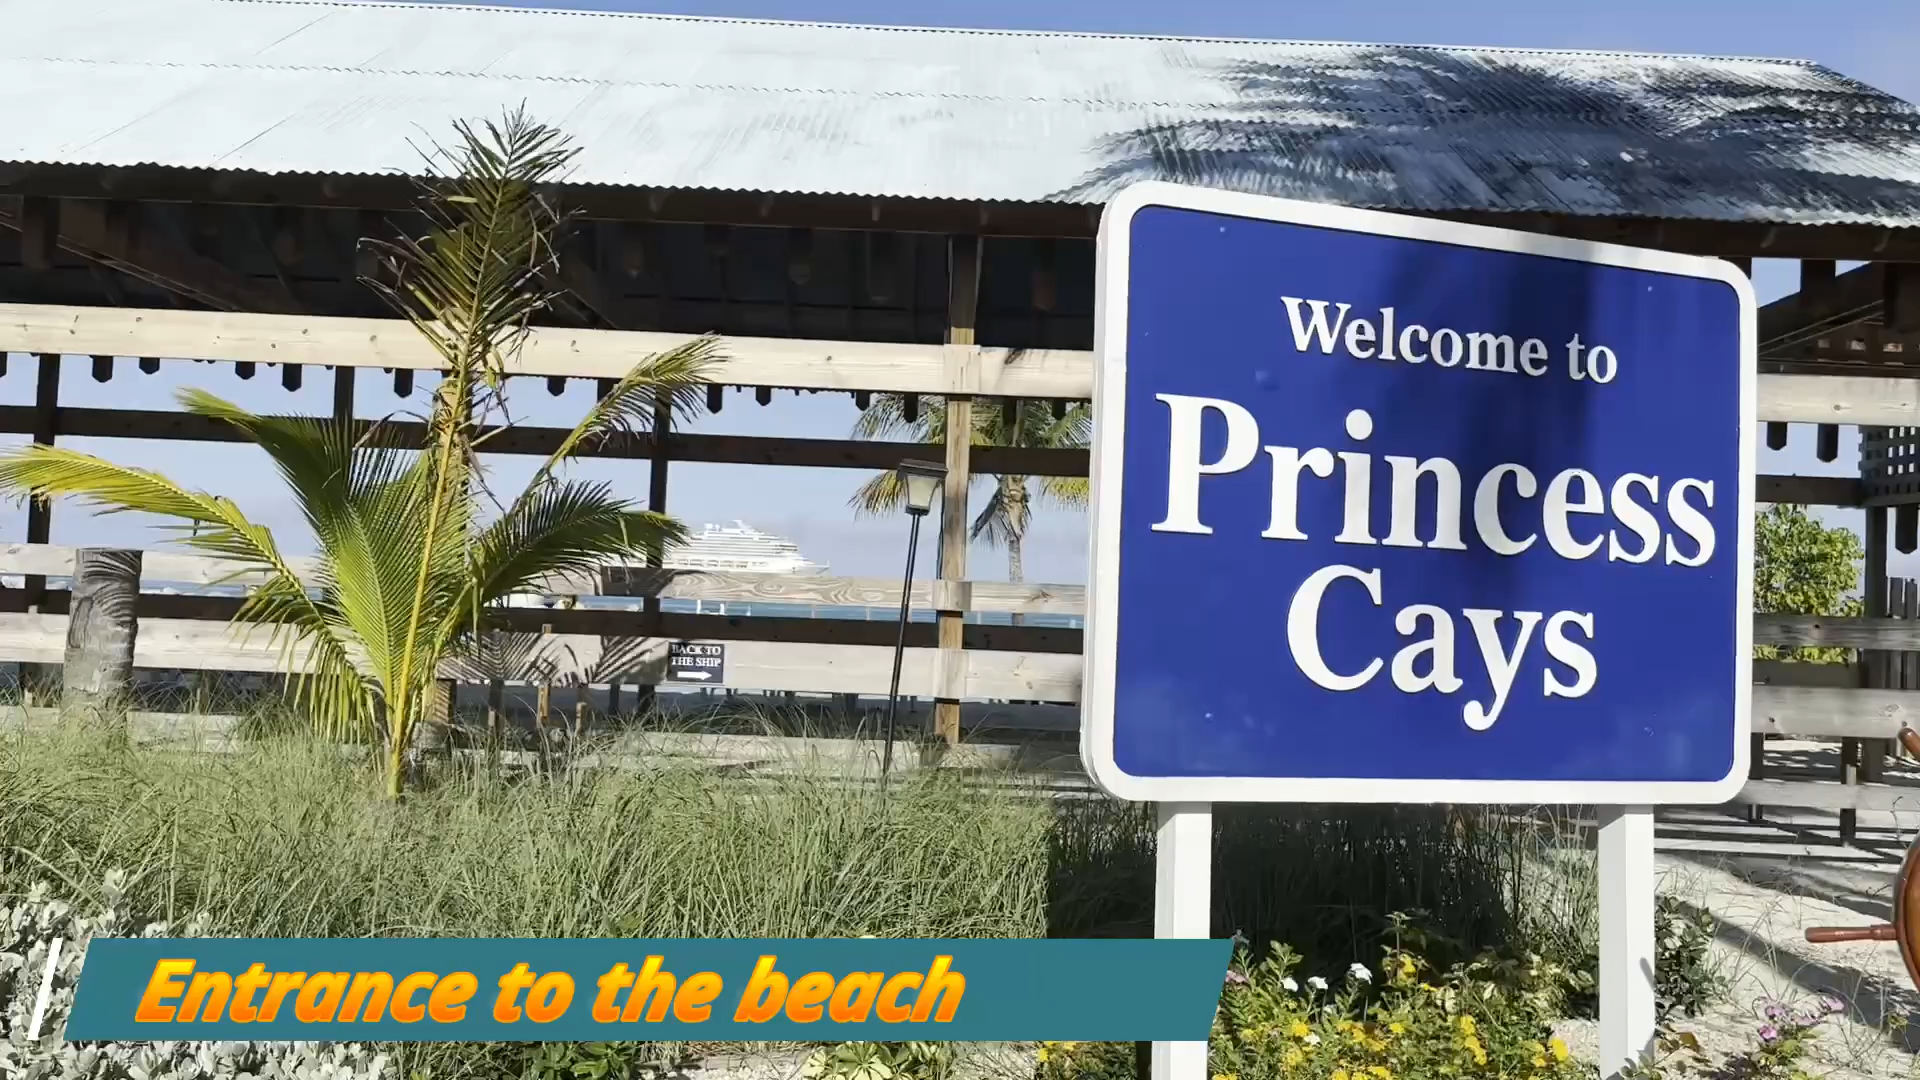 Welcome to
Princess
Cays
BACK TO
THE SHIP
Entrance to the beach